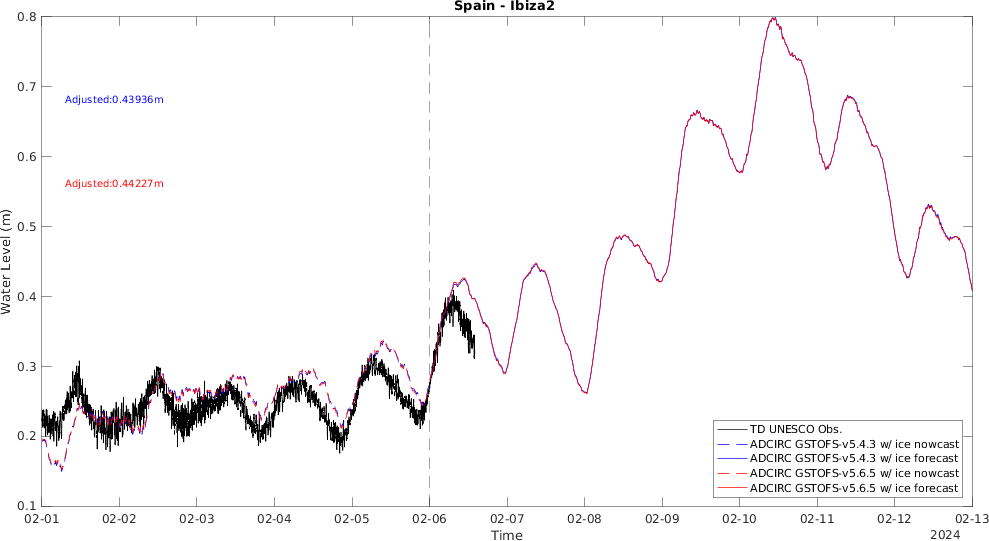 Spain - Ibiza2
0.8
0.7
0.6
0.5
0.4
0.3
0.2
0.1
Water Level (m)
Adjusted:0.43936m
Adjusted:0.44227m
TD UNESCO Obs.
ADCIRC GSTOFS-v5.4.3 w/ ice nowcast
ADCIRC GSTOFS-v5.4.3 w/ ice forecast
ADCIRC GSTOFS-v5.6.5 w/ ice nowcast
ADCIRC GSTOFS-v5.6.5 w/ ice forecast
02-01 02-02 02-03 02-04 02-05 02-06 02-07 02-08 02-09 02-10 02-11 02-12 02-13
Time
2024